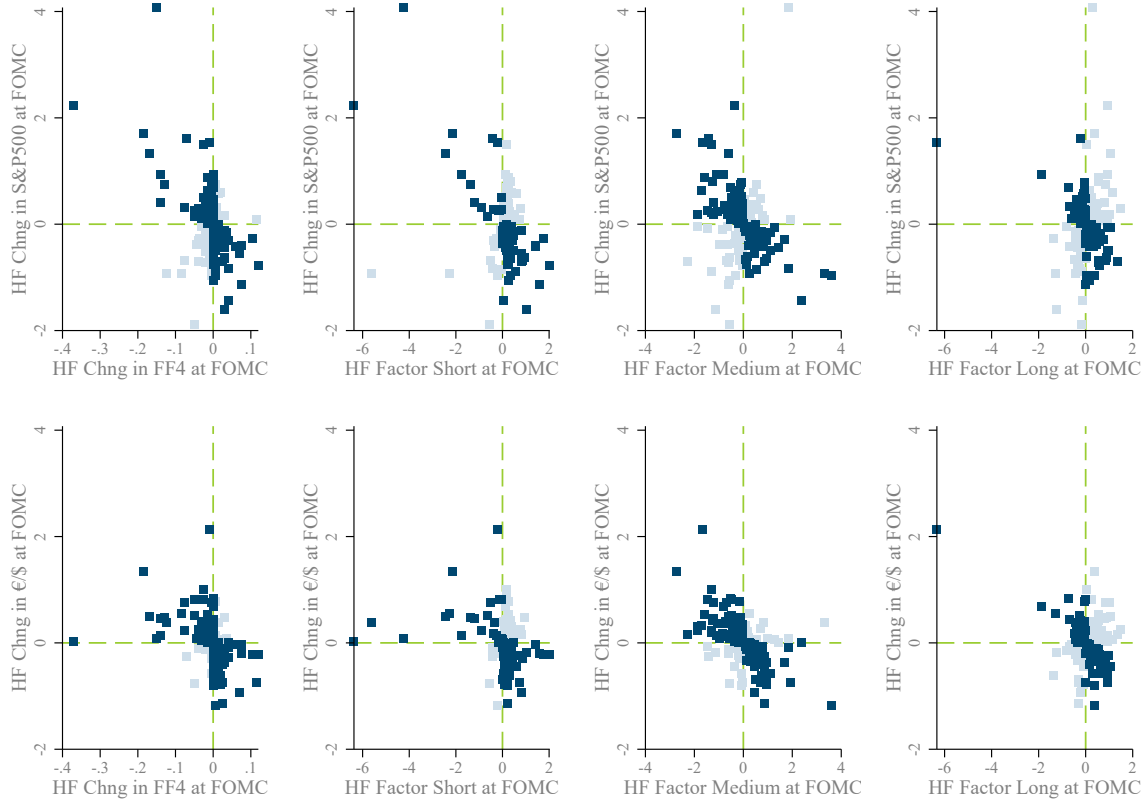 HF Chng in S&P500 at FOMC
4
2
0
-2
-.4 -.3 -.2 -.1 0 .1
HF Chng in FF4 at FOMC
HF Chng in S&P500 at FOMC
4
2
0
-2
-6 -4 -2 0 2
HF Factor Short at FOMC
HF Chng in S&P500 at FOMC
4
2
0
-2
-4 -2 0 2 4
HF Factor Medium at FOMC
HF Chng in S&P500 at FOMC
4
2
0
-2
-6 -4 -2 0 2
HF Factor Long at FOMC
HF Chng in €/$ at FOMC
4
2
0
-2
-.4 -.3 -.2 -.1 0 .1
HF Chng in FF4 at FOMC
HF Chng in €/$ at FOMC
4
2
0
-2
-6 -4 -2 0 2
HF Factor Short at FOMC
HF Chng in €/$ at FOMC
4
2
0
-2
-4 -2 0 2 4
HF Factor Medium at FOMC
HF Chng in €/$ at FOMC
4
2
0
-2
-6 -4 -2 0 2
HF Factor Long at FOMC